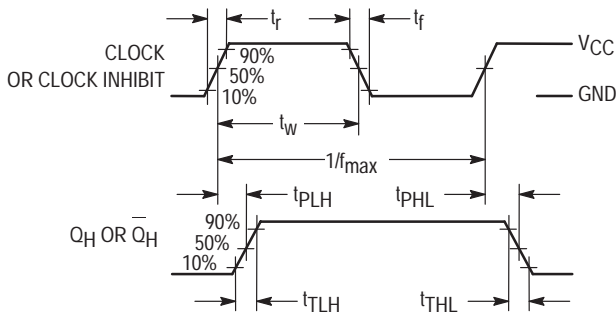 tr
tf
CLOCK
OR CLOCK INHIBIT
90%
50%
10%
VCC
GND
tw
1/fmax
tPLH
tPHL
QH OR Q̅H
90%
50%
10%
tTLH
tTHL